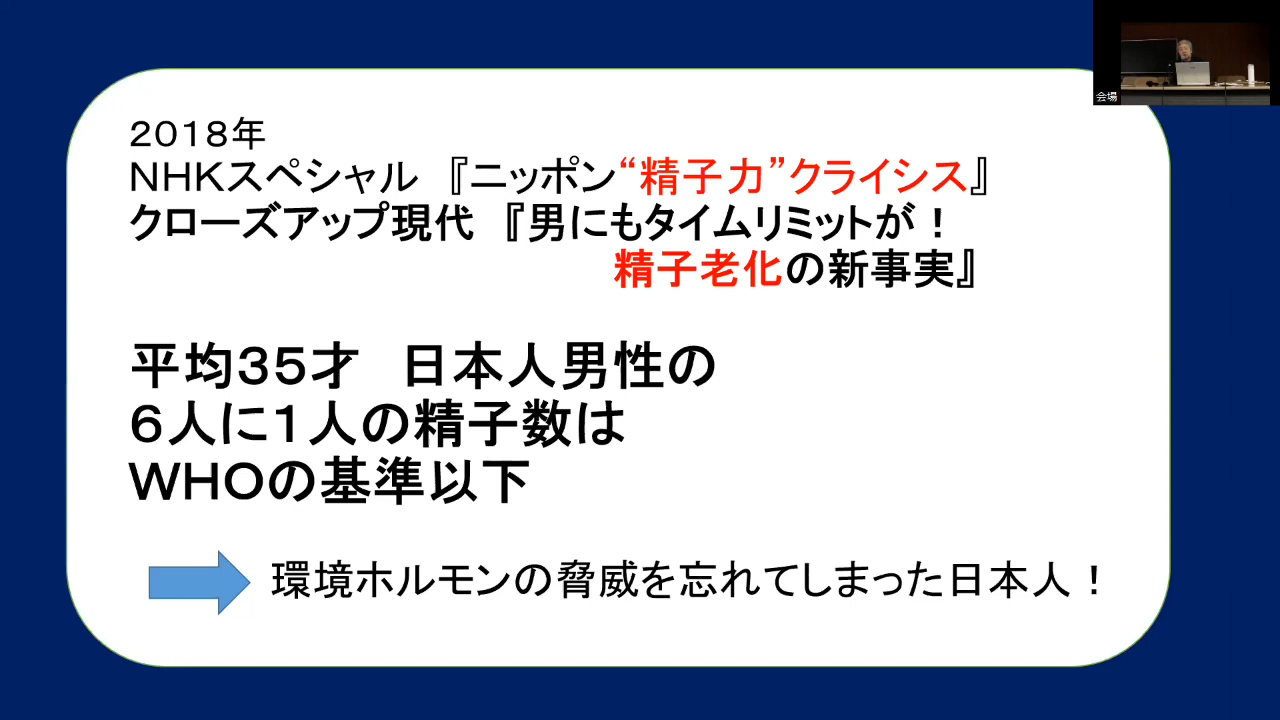 ２０１８年
ＮＨＫスペシャル　『ニッポン“精子力”クライシス』
クローズアップ現代　『男にもタイムリミットが！
精子老化の新事実』
平均３５才　日本人男性の
６人に１人の精子数は
ＷＨＯの基準以下
環境ホルモンの脅威を忘れてしまった日本人！
会場